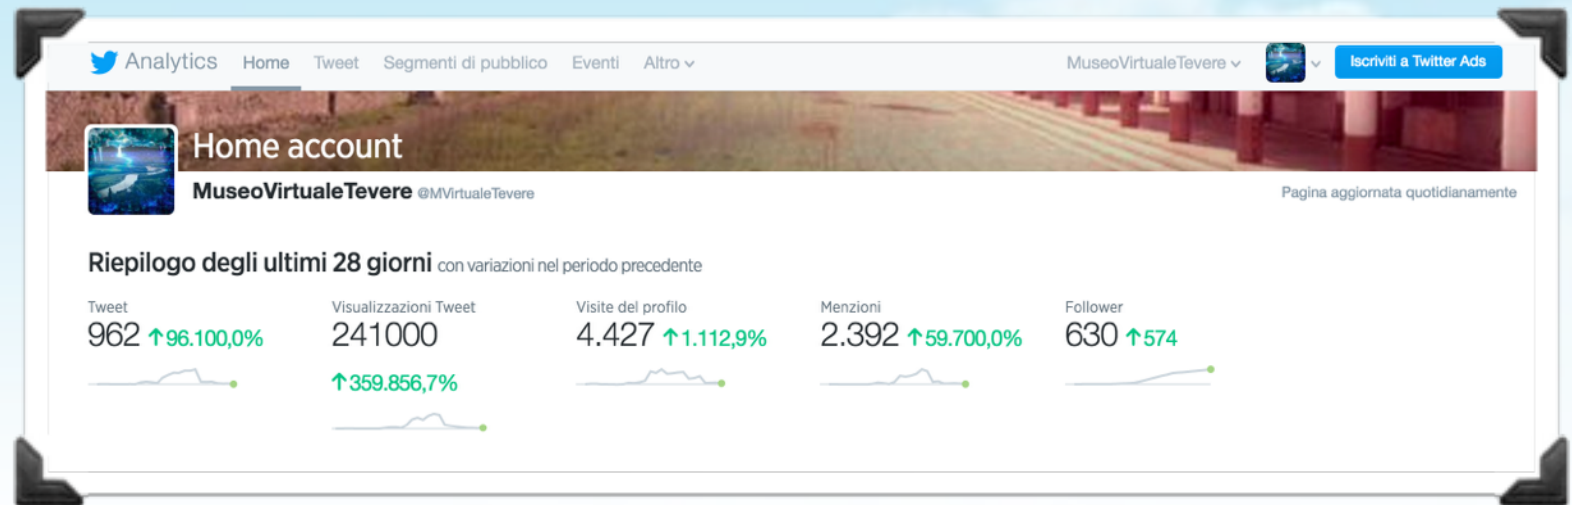 Analytics Home Tweet Segmenti di pubblico Eventi Altro MuseoVirtualeTevere Iscriviti a Twitter Ads
Home account
MuseoVirtualeTevere @MVirtualeTevere Pagina aggiornata quotidianamente
Riepilogo degli ultimi 28 giorni con variazioni nel periodo precedente
Tweet Visualizzazioni Tweet Visite del profilo Menzioni Follower
962 ↑96.100,0% 241000 4.427 ↑1.112,9% 2.392 ↑59.700,0% 630 ↑574
↑359.856,7%